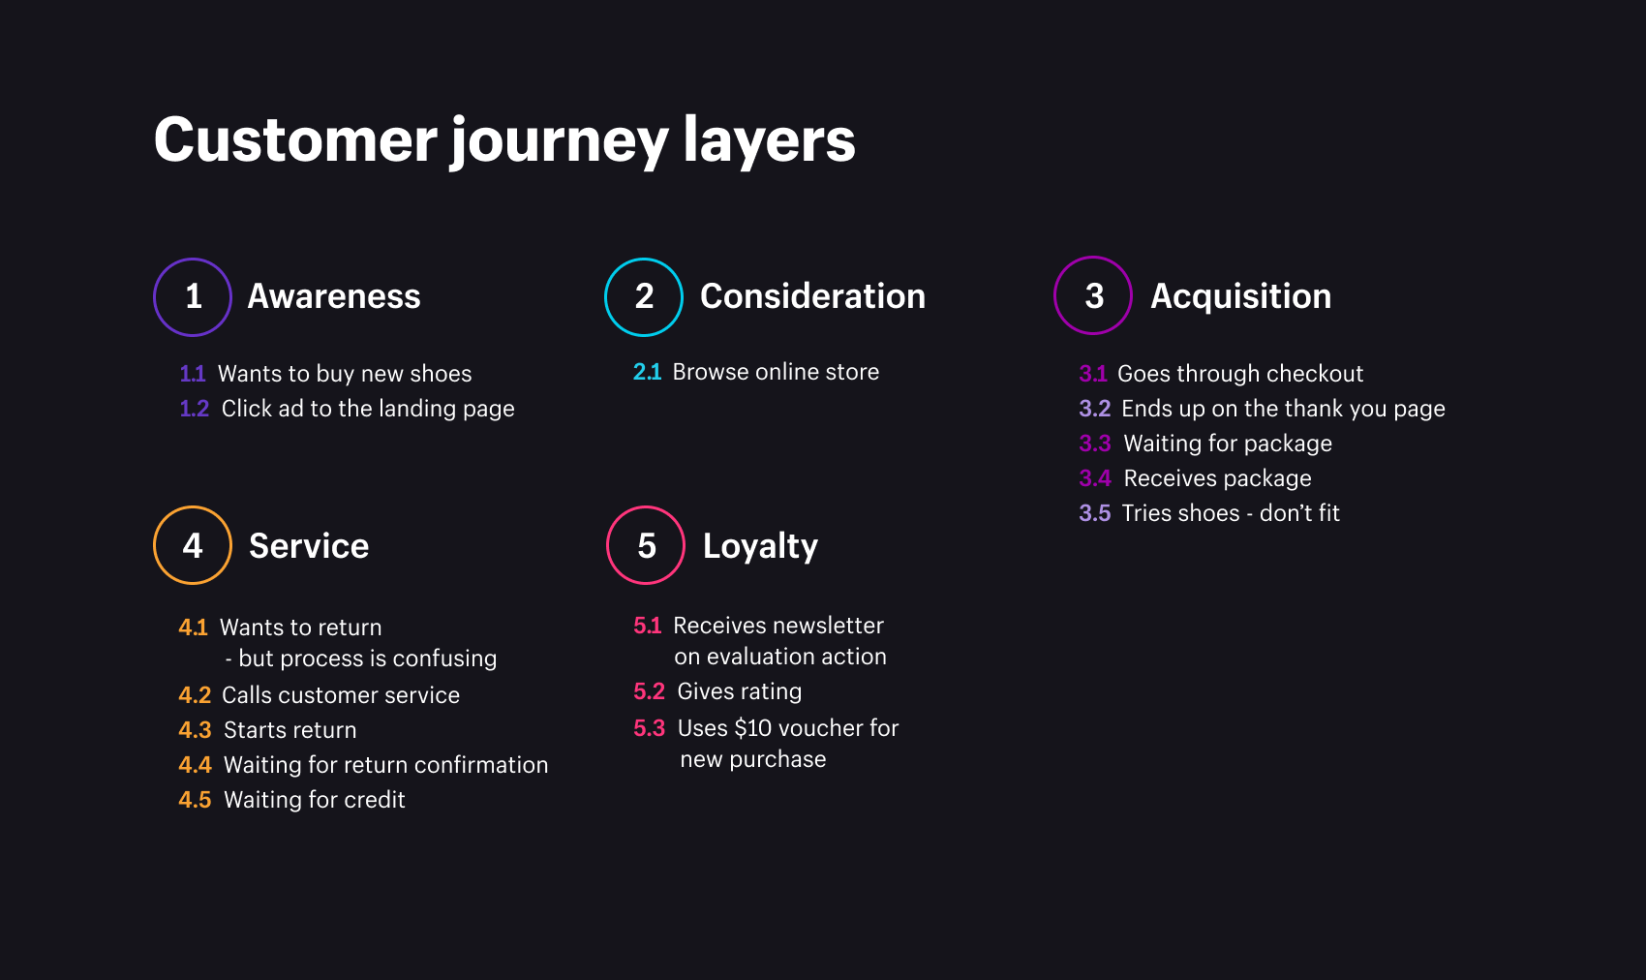 Customer journey layers
1 Awareness
1.1 Wants to buy new shoes
1.2 Click ad to the landing page
2 Consideration
2.1 Browse online store
3 Acquisition
3.1 Goes through checkout
3.2 Ends up on the thank you page
3.3 Waiting for package
3.4 Receives package
3.5 Tries shoes - don’t fit
4 Service
4.1 Wants to return
- but process is confusing
4.2 Calls customer service
4.3 Starts return
4.4 Waiting for return confirmation
4.5 Waiting for credit
5 Loyalty
5.1 Receives newsletter
on evaluation action
5.2 Gives rating
5.3 Uses $10 voucher for
new purchase